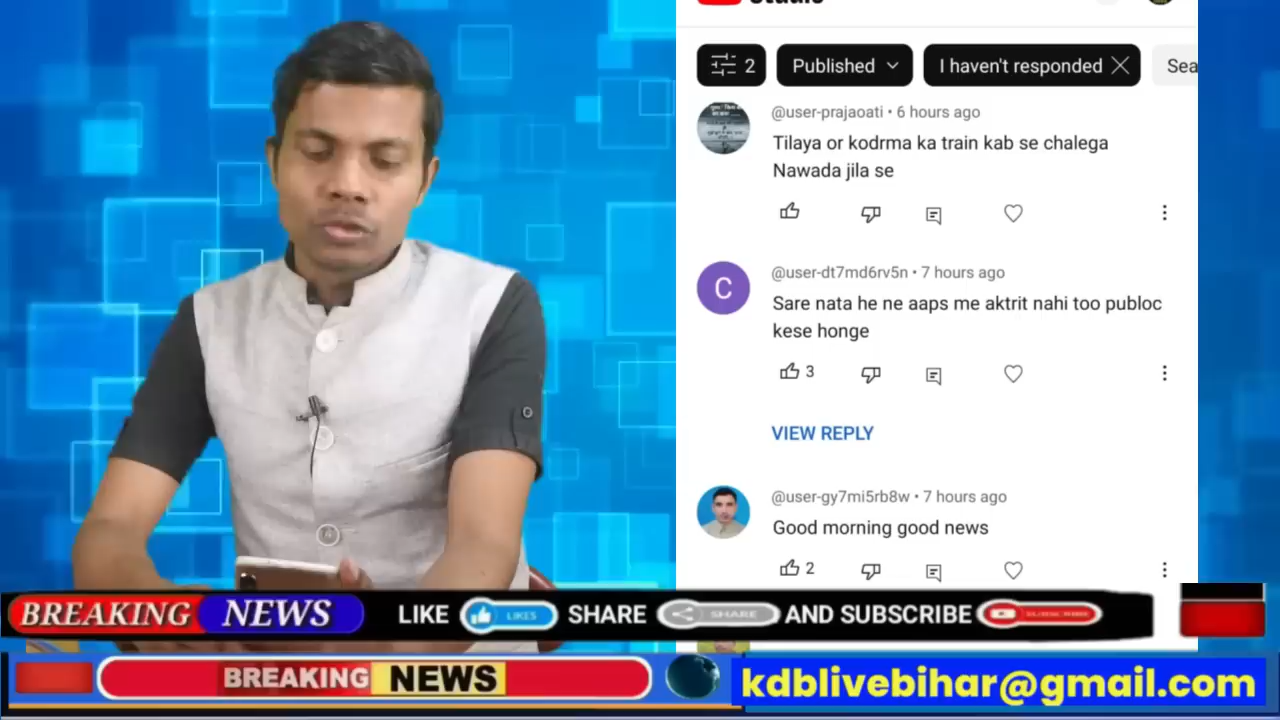 2
Published
I haven't responded
Sea
@user-prajaoati • 6 hours ago
Tilaya or kodrma ka train kab se chalega
Nawada jila se
C
@user-dt7md6rv5n • 7 hours ago
Sare nata he ne aaps me aktrit nahi too publoc
kese honge
3
VIEW REPLY
@user-gy7mi5rb8w • 7 hours ago
Good morning good news
2
BREAKING NEWS LIKE LIKES SHARE SHARE AND SUBSCRIBE SUBSCRIBE
BREAKING NEWS
kdblivebihar@gmail.com